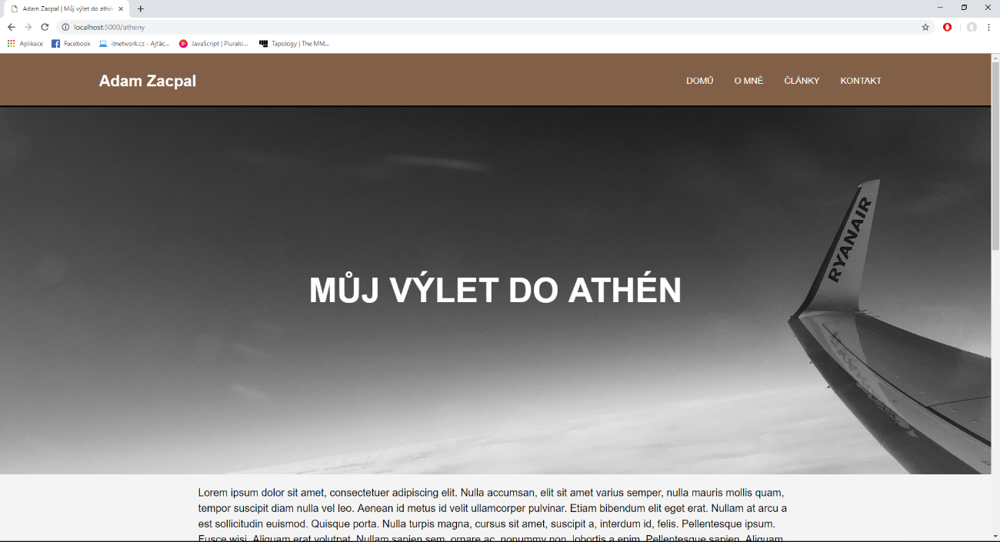 Adam Zacpal | Můj výlet do athén
localhost:5000/atheny
Aplikace Facebook itnetwork.cz - Ajťác... JavaScript | Pluralsi... Tapology | The MM...
Adam Zacpal
DOMŮ O MNĚ ČLÁNKY KONTAKT
RYANAIR
MŮJ VÝLET DO ATHÉN
Lorem ipsum dolor sit amet, consectetuer adipiscing elit. Nulla accumsan, elit sit amet varius semper, nulla mauris mollis quam,
tempor suscipit diam nulla vel leo. Aenean id metus id velit ullamcorper pulvinar. Etiam bibendum elit eget erat. Nullam at arcu a
est sollicitudin euismod. Quisque porta. Nulla turpis magna, cursus sit amet, suscipit a, interdum id, felis. Pellentesque ipsum.
Fusce wisi. Aliquam erat volutpat. Nullam sapien sem, ornare ac, nonummy non, lobortis a enim. Pellentesque sapien. Aliquam